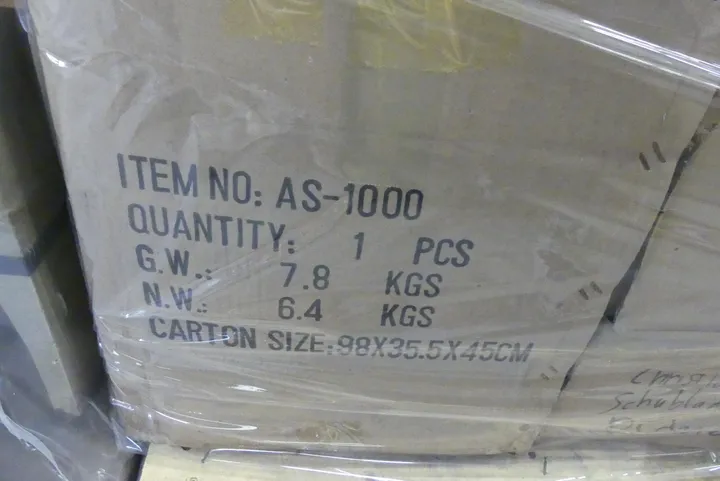 ITEM NO: AS-1000
QUANTITY: 1 PCS
G.W.: 7.8 KGS
N.W.: 6.4 KGS
CARTON SIZE:98X35.5X45CM